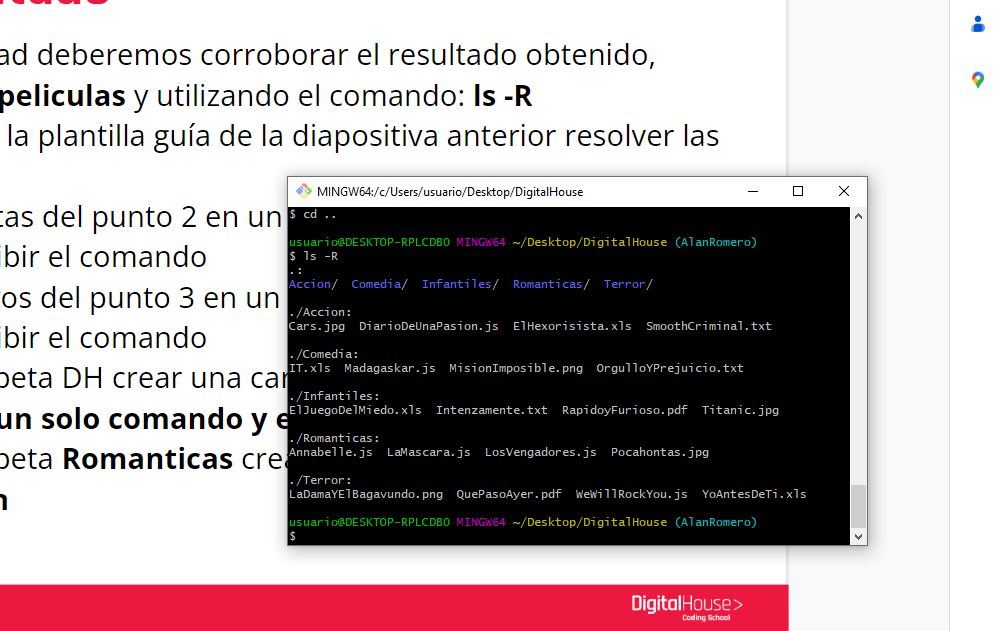 ad deberemos corroborar el resultado obtenido,
peliculas y utilizando el comando: ls -R
la plantilla guía de la diapositiva anterior resolver las
tas del punto 2 en un
ibir el comando
os del punto 3 en un
ibir el comando
peta DH crear una car
un solo comando y e
peta Romanticas crea
n
MINGW64:/c/Users/usuario/Desktop/DigitalHouse
$ cd ..
usuario@DESKTOP-RPLCDBO MINGW64 ~/Desktop/DigitalHouse (AlanRomero)
$ ls -R
.:
Accion/  Comedia/  Infantiles/  Romanticas/  Terror/
./Accion:
Cars.jpg  DiarioDeUnaPasion.js  ElHexorisista.xls  SmoothCriminal.txt
./Comedia:
IT.xls  Madagaskar.js  MisionImposible.png  OrgulloYPrejuicio.txt
./Infantiles:
ElJuegoDelMiedo.xls  Intenzamente.txt  RapidoyFurioso.pdf  Titanic.jpg
./Romanticas:
Annabelle.js  LaMascara.js  LosVengadores.js  Pocahontas.jpg
./Terror:
LaDamaYElBagavundo.png  QuePasoAyer.pdf  WeWillRockYou.js  YoAntesDeTi.xls
usuario@DESKTOP-RPLCDBO MINGW64 ~/Desktop/DigitalHouse (AlanRomero)
$
DigitalHouse>
Coding School